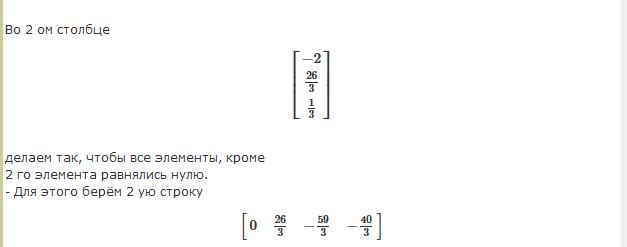 Во 2 ом столбце
[−2
26/3
1/3]
делаем так, чтобы все элементы, кроме
2 го элемента равнялись нулю.
- Для этого берём 2 ую строку
[0 26/3 −59/3 −40/3]